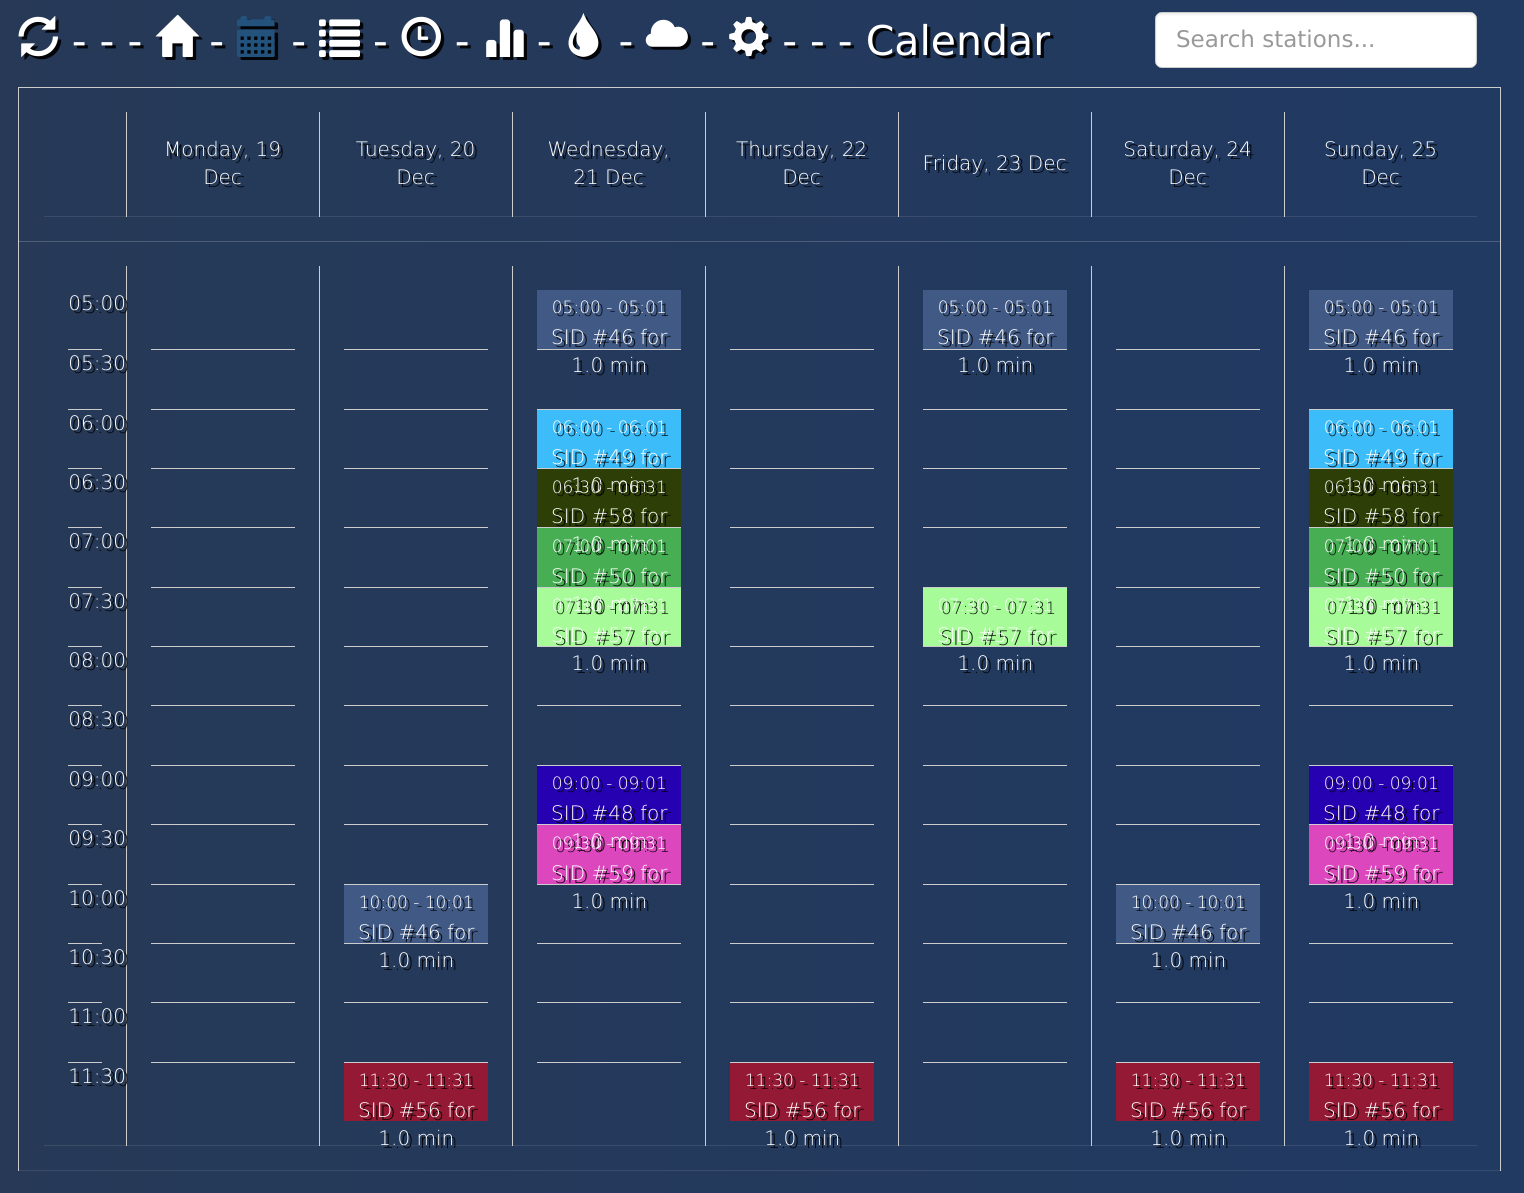 - - - - - - - - - - - - - Calendar
Search stations...
Monday, 19
Dec
Tuesday, 20
Dec
Wednesday,
21 Dec
Thursday, 22
Dec
Friday, 23 Dec
Saturday, 24
Dec
Sunday, 25
Dec
05:00
05:00 - 05:01
SID #46 for
1.0 min
05:00 - 05:01
SID #46 for
1.0 min
05:00 - 05:01
SID #46 for
1.0 min
05:30
06:00
06:00 - 06:01
SID #49 for
1.0 min
06:00 - 06:01
SID #49 for
1.0 min
06:30
06:30 - 06:31
SID #58 for
1.0 min
06:30 - 06:31
SID #58 for
1.0 min
07:00
07:00 - 07:01
SID #50 for
1.0 min
07:00 - 07:01
SID #50 for
1.0 min
07:30
07:30 - 07:31
SID #57 for
1.0 min
07:30 - 07:31
SID #57 for
1.0 min
07:30 - 07:31
SID #57 for
1.0 min
08:00
08:30
09:00
09:00 - 09:01
SID #48 for
1.0 min
09:00 - 09:01
SID #48 for
1.0 min
09:30
09:30 - 09:31
SID #59 for
1.0 min
09:30 - 09:31
SID #59 for
1.0 min
10:00
10:00 - 10:01
SID #46 for
1.0 min
10:00 - 10:01
SID #46 for
1.0 min
10:30
11:00
11:30
11:30 - 11:31
SID #56 for
1.0 min
11:30 - 11:31
SID #56 for
1.0 min
11:30 - 11:31
SID #56 for
1.0 min
11:30 - 11:31
SID #56 for
1.0 min